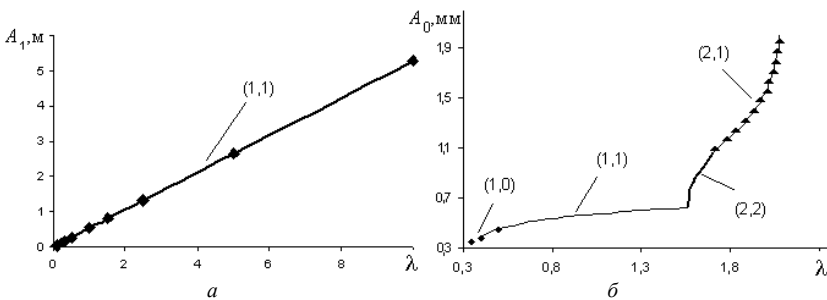 A₁,м
5
4
3
2
1
0
0 2 4 6 8 λ
(1,1)
а
A₀,мм
1,9
1,5
1,1
0,7
0,3
0,3 0,8 1,3 1,8 λ
(2,1)
(1,1)
(1,0)
(2,2)
б